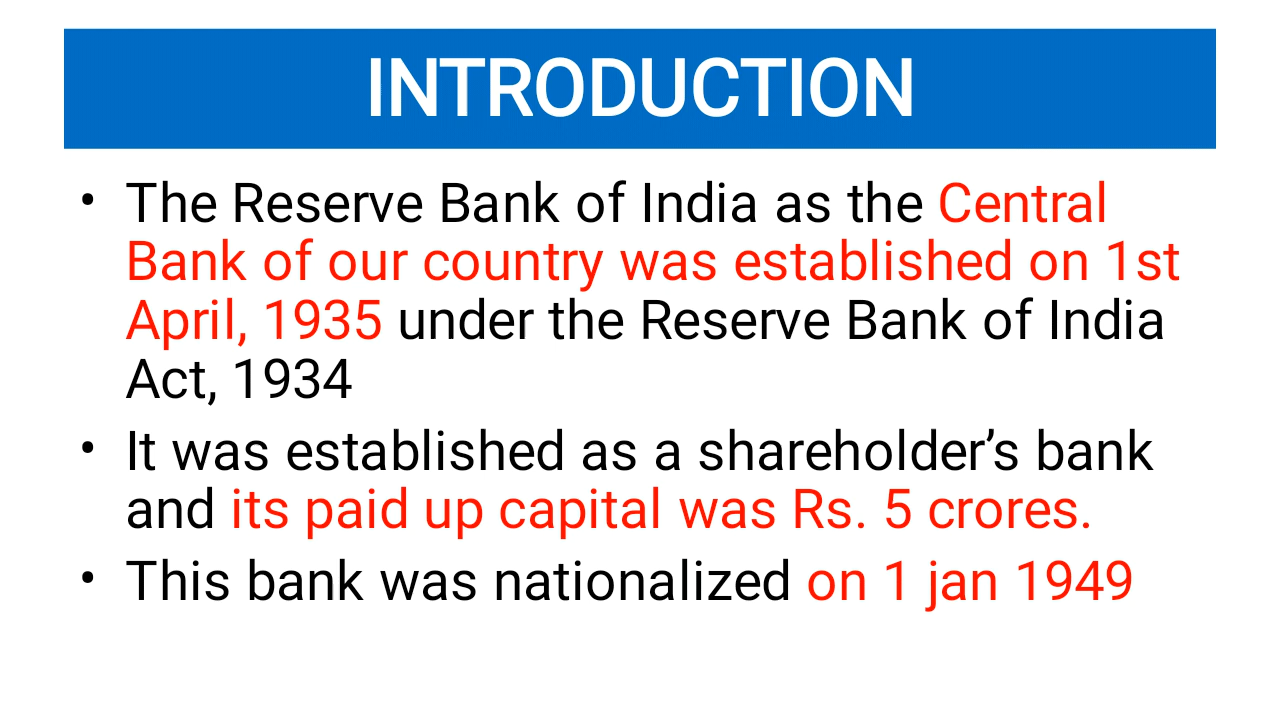 INTRODUCTION
• The Reserve Bank of India as the Central
Bank of our country was established on 1st
April, 1935 under the Reserve Bank of India
Act, 1934
• It was established as a shareholder’s bank
and its paid up capital was Rs. 5 crores.
• This bank was nationalized on 1 jan 1949